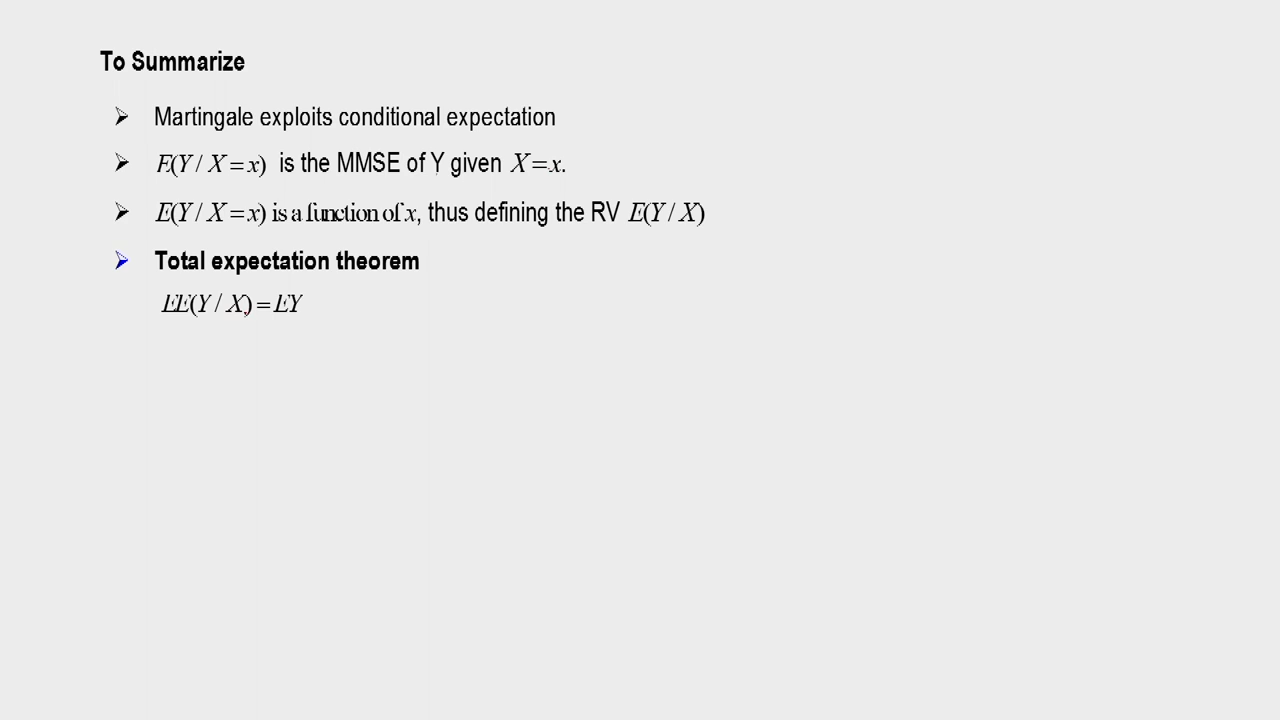 To Summarize
➢ Martingale exploits conditional expectation
➢ E(Y / X = x) is the MMSE of Y given X = x.
➢ E(Y / X = x) is a function of x, thus defining the RV E(Y / X)
➢ Total expectation theorem
EE(Y / X) = EY